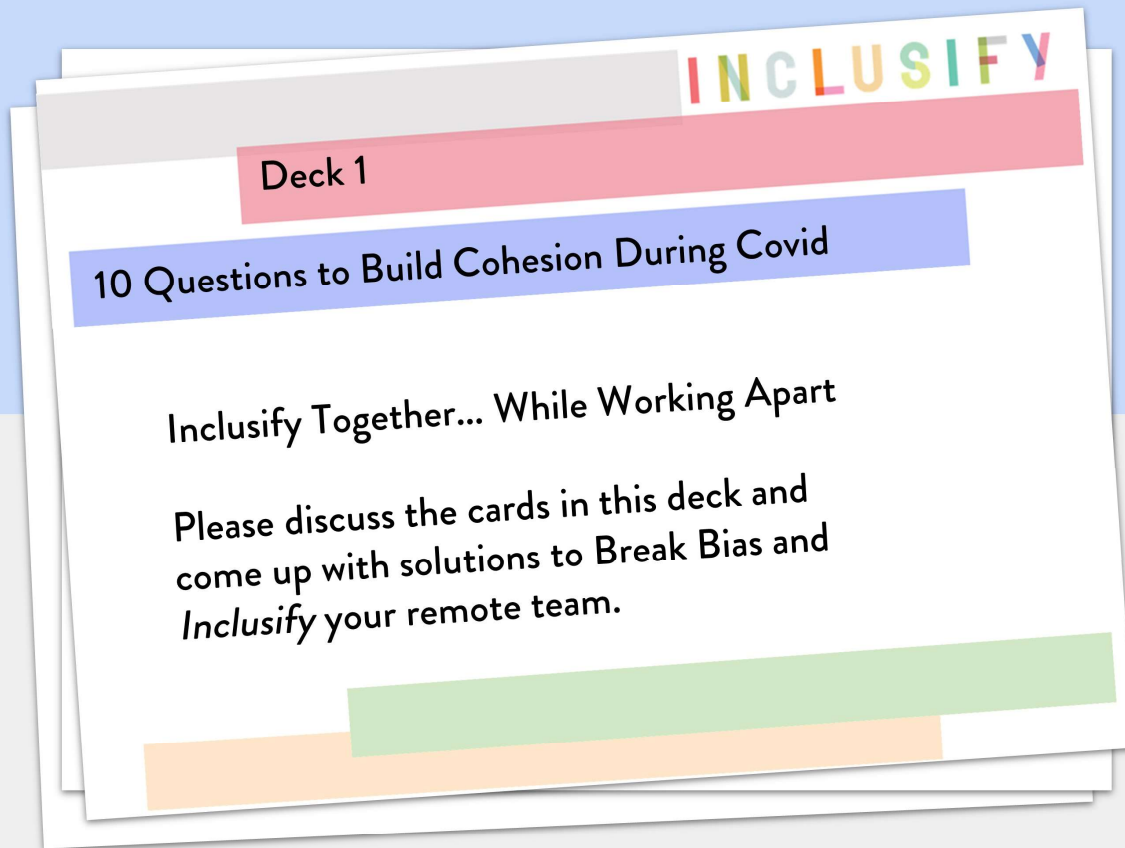 INCLUSIFY
Deck 1
10 Questions to Build Cohesion During Covid
Inclusify Together... While Working Apart
Please discuss the cards in this deck and
come up with solutions to Break Bias and
Inclusify your remote team.